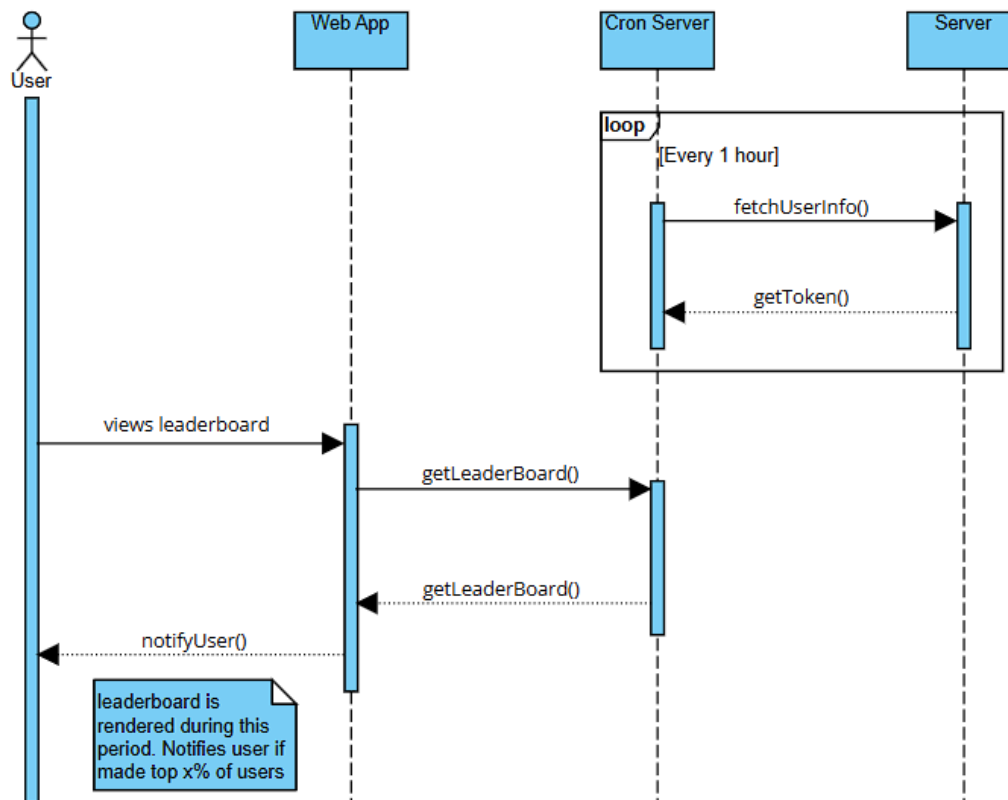 Web App
Cron Server
Server
User
loop
[Every 1 hour]
fetchUserInfo()
getToken()
views leaderboard
getLeaderBoard()
getLeaderBoard()
notifyUser()
leaderboard is
rendered during this
period. Notifies user if
made top x% of users